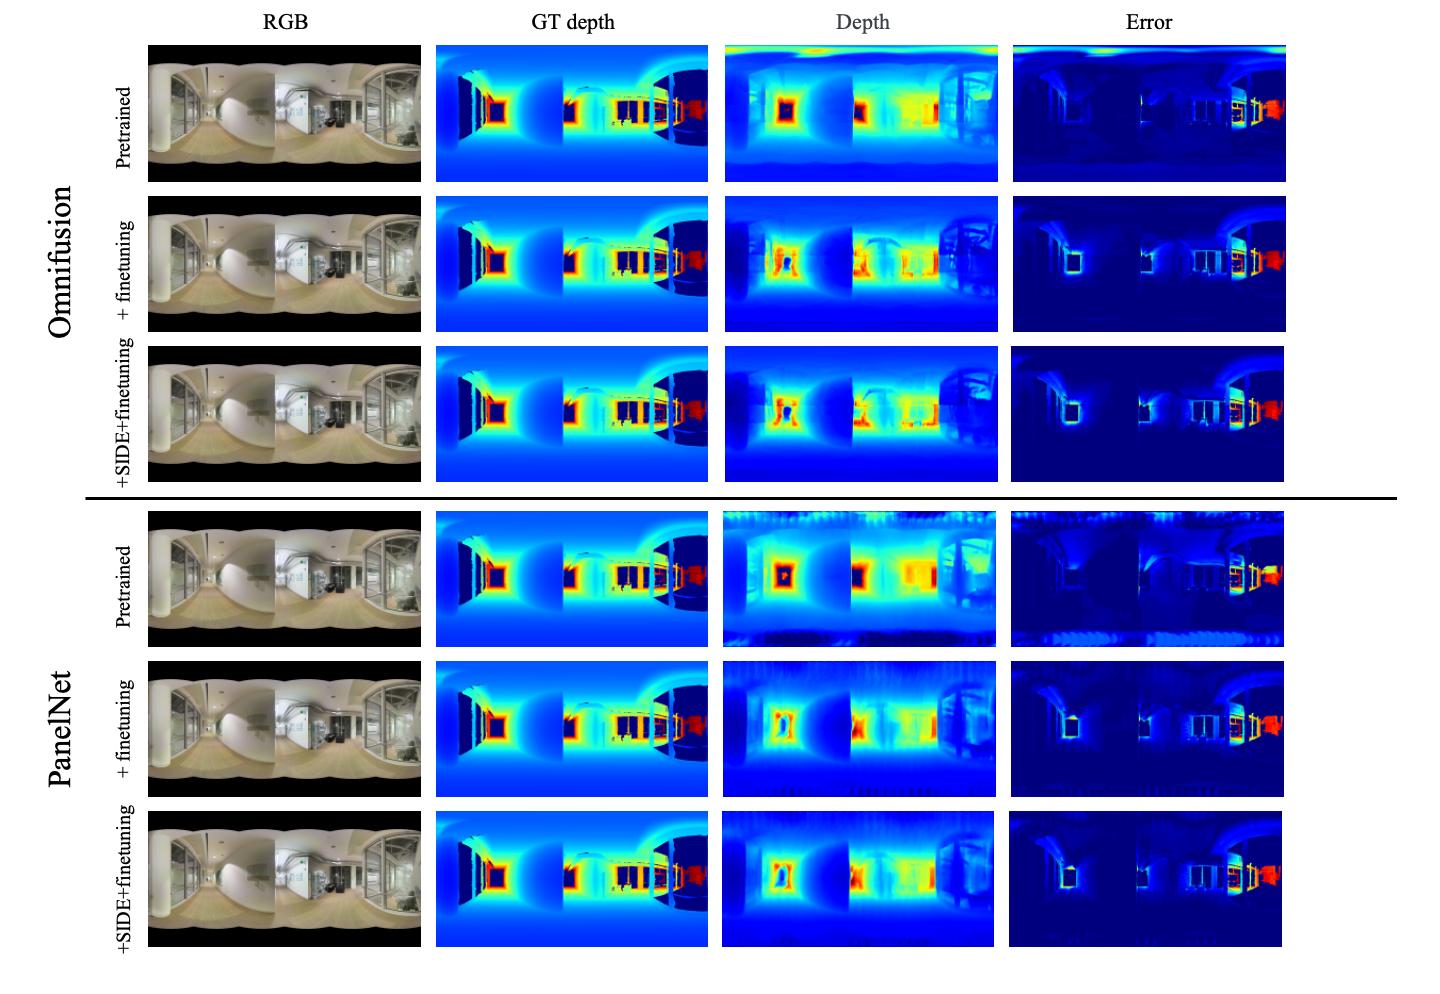 RGB
GT depth
Depth
Error
Omnifusion
Pretrained
+ finetuning
+SIDE+finetuning
PanelNet
Pretrained
+ finetuning
+SIDE+finetuning